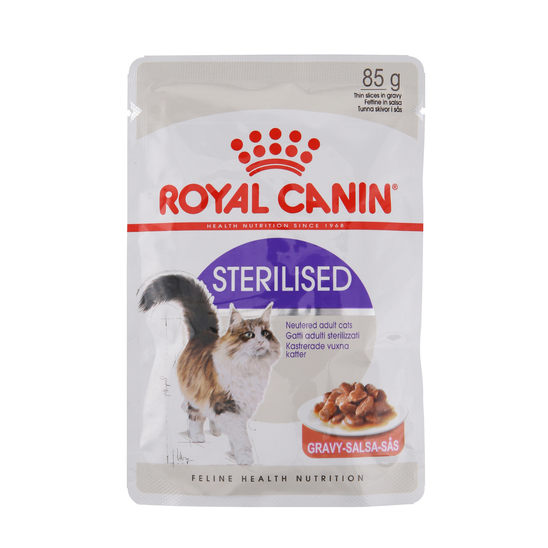 85 g
Thin slices in gravy
Fettine in salsa
Tunna skivor i sås
ROYAL CANIN®
HEALTH NUTRITION SINCE 1968
STERILISED
Neutered adult cats
Gatti adulti sterilizzati
Kastrerade vuxna
katter
GRAVY-SALSA-SÅS
FELINE HEALTH NUTRITION